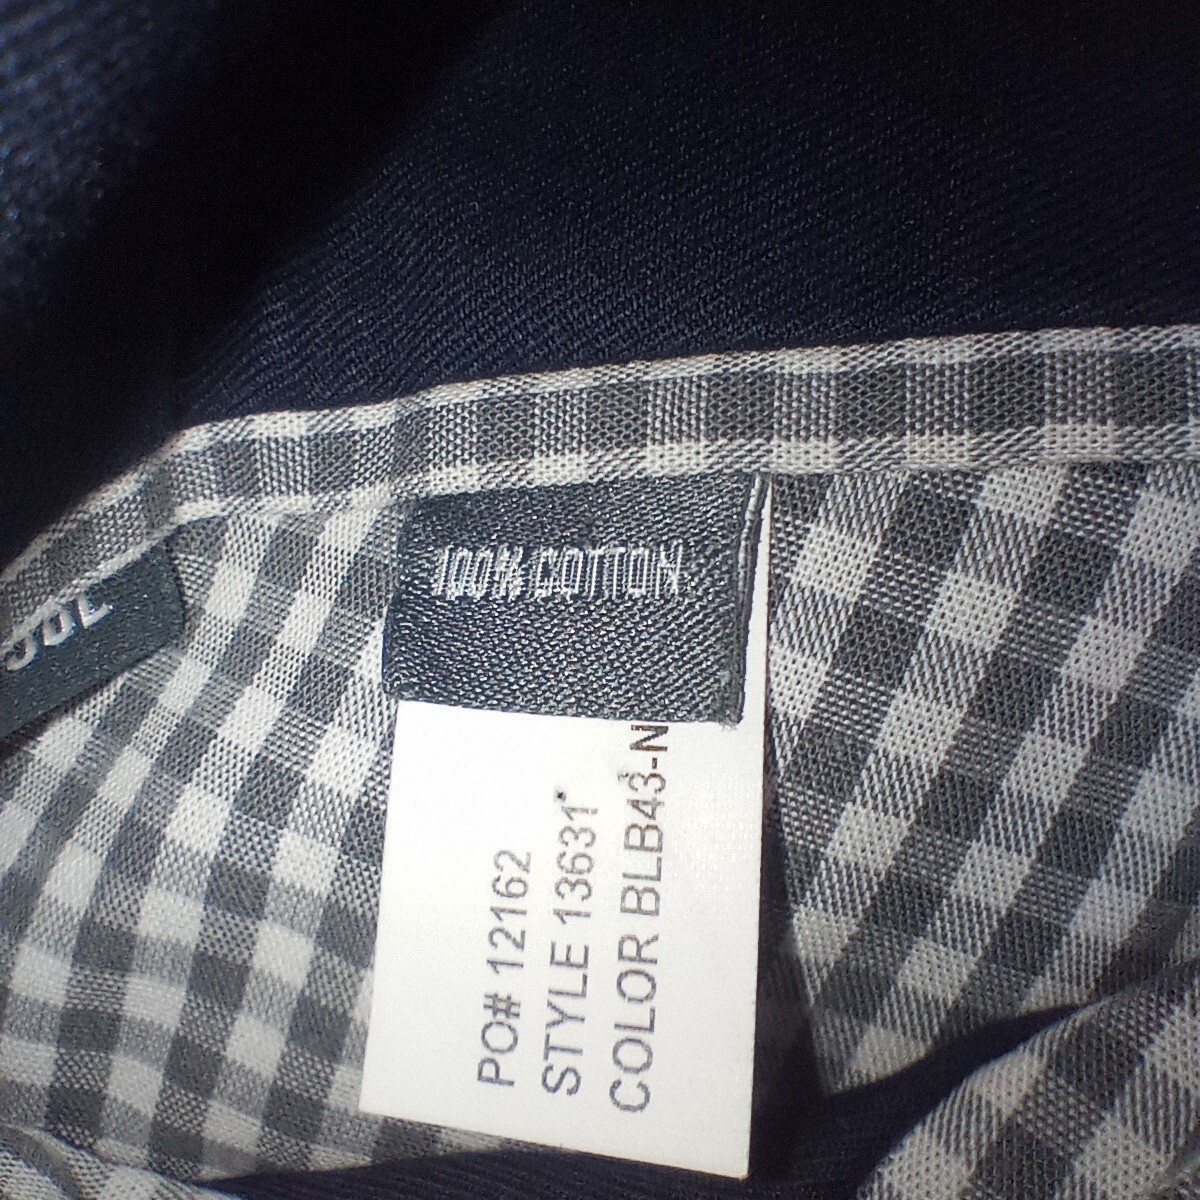 100% COTTON
PO# 12162
STYLE 13631
COLOR BLB43-N